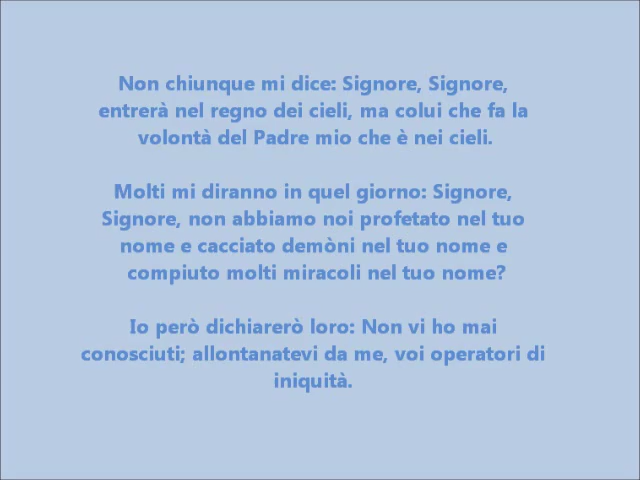 Non chiunque mi dice: Signore, Signore,
entrerà nel regno dei cieli, ma colui che fa la
volontà del Padre mio che è nei cieli.
Molti mi diranno in quel giorno: Signore,
Signore, non abbiamo noi profetato nel tuo
nome e cacciato demòni nel tuo nome e
compiuto molti miracoli nel tuo nome?
Io però dichiarerò loro: Non vi ho mai
conosciuti; allontanatevi da me, voi operatori di
iniquità.